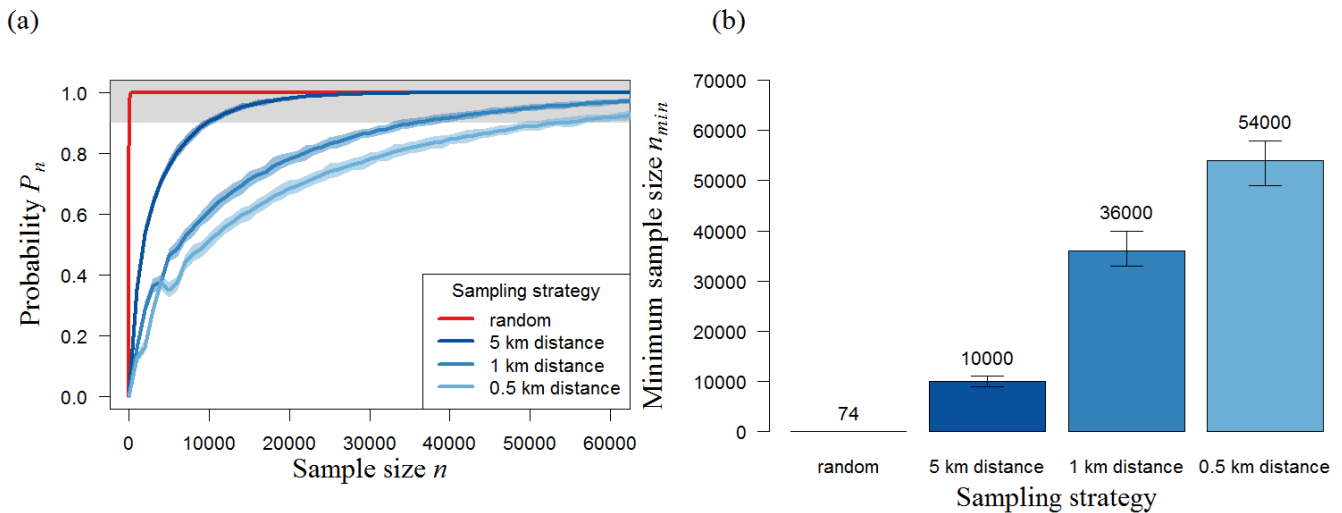 (a)
Probability Pn
1.0
0.8
0.6
0.4
0.2
0.0
Sampling strategy
random
5 km distance
1 km distance
0.5 km distance
0 10000 20000 30000 40000 50000 60000
Sample size n
(b)
Minimum sample size nmin
70000
60000
50000
40000
30000
20000
10000
0
74
10000
36000
54000
random 5 km distance 1 km distance 0.5 km distance
Sampling strategy